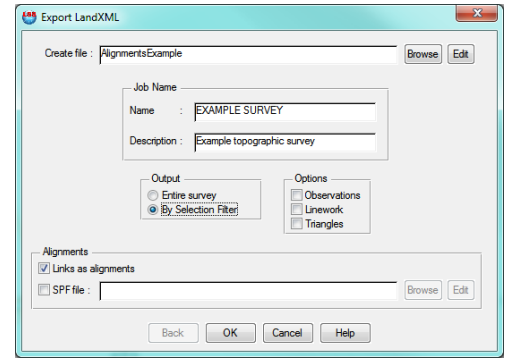 Export LandXML
Create file : AlignmentsExample Browse Edit
Job Name
Name : EXAMPLE SURVEY
Description : Example topographic survey
Output
Entire survey
By Selection Filter
Options
Observations
Linework
Triangles
Alignments
Links as alignments
SPF file : Browse Edit
Back OK Cancel Help